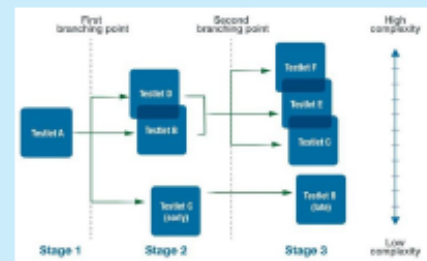 First
branching point
Second
branching point
High
complexity
Testlet A
Testlet D
Testlet B
Testlet C
(early)
Testlet F
Testlet E
Testlet C
Testlet B
(late)
Stage 1
Stage 2
Stage 3
Low
complexity